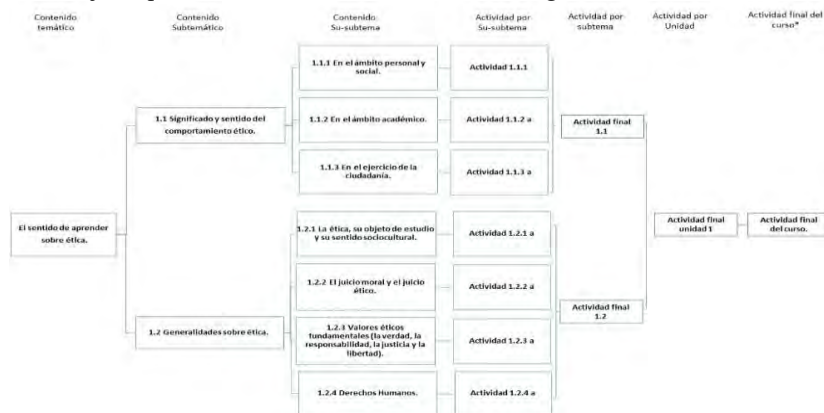 Contenido
temático
Contenido
Subtemático
Contenido
Su-subtema
Actividad por
Su-subtema
Actividad por
subtema
Actividad por
Unidad
Actividad final del
curso*
El sentido de aprender
sobre ética.
1.1 Significado y sentido del
comportamiento ético.
1.1.1 En el ámbito personal y
social.
Actividad 1.1.1
1.1.2 En el ámbito académico.
Actividad 1.1.2 a
1.1.3 En el ejercicio de la
ciudadanía.
Actividad 1.1.3 a
Actividad final
1.1
1.2 Generalidades sobre ética.
1.2.1 La ética, su objeto de estudio
y su sentido sociocultural.
Actividad 1.2.1 a
1.2.2 El juicio moral y el juicio
ético.
Actividad 1.2.2 a
1.2.3 Valores éticos
fundamentales (la verdad, la
responsabilidad, la justicia y la
libertad).
Actividad 1.2.3 a
1.2.4 Derechos Humanos.
Actividad 1.2.4 a
Actividad final
1.2
Actividad final
unidad 1
Actividad final
del curso.